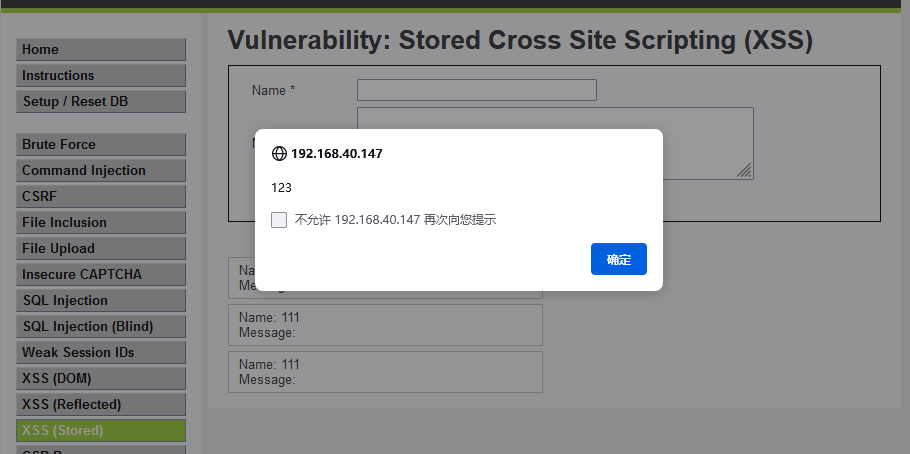 Home
Instructions
Setup / Reset DB
Brute Force
Command Injection
CSRF
File Inclusion
File Upload
Insecure CAPTCHA
SQL Injection
SQL Injection (Blind)
Weak Session IDs
XSS (DOM)
XSS (Reflected)
XSS (Stored)
Vulnerability: Stored Cross Site Scripting (XSS)
Name *
192.168.40.147
123
不允许 192.168.40.147 再次向您提示
确定
Message:
Name: 111
Message:
Name: 111
Message: